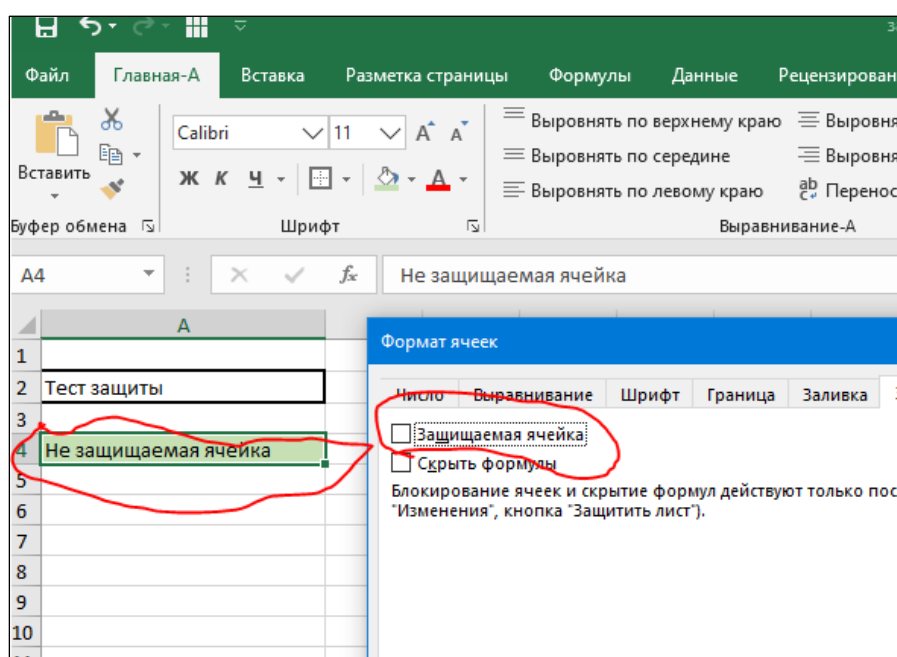 Файл Главная-А Вставка Разметка страницы Формулы Данные Рецензирован
Вставить
Calibri 11 A A
Ж К Ч A
Выровнять по верхнему краю Выровня
Выровнять по середине Выровня
Выровнять по левому краю ab c Перенос
Буфер обмена Шрифт Выравнивание-А
A4 fx Не защищаемая ячейка
A
1
2 Тест защиты
3
4 Не защищаемая ячейка
5
6
7
8
9
10
Формат ячеек
Число Выравнивание Шрифт Граница Заливка
Защищаемая ячейка
Скрыть формулы
Блокирование ячеек и скрытие формул действуют только пос
"Изменения", кнопка "Защитить лист").